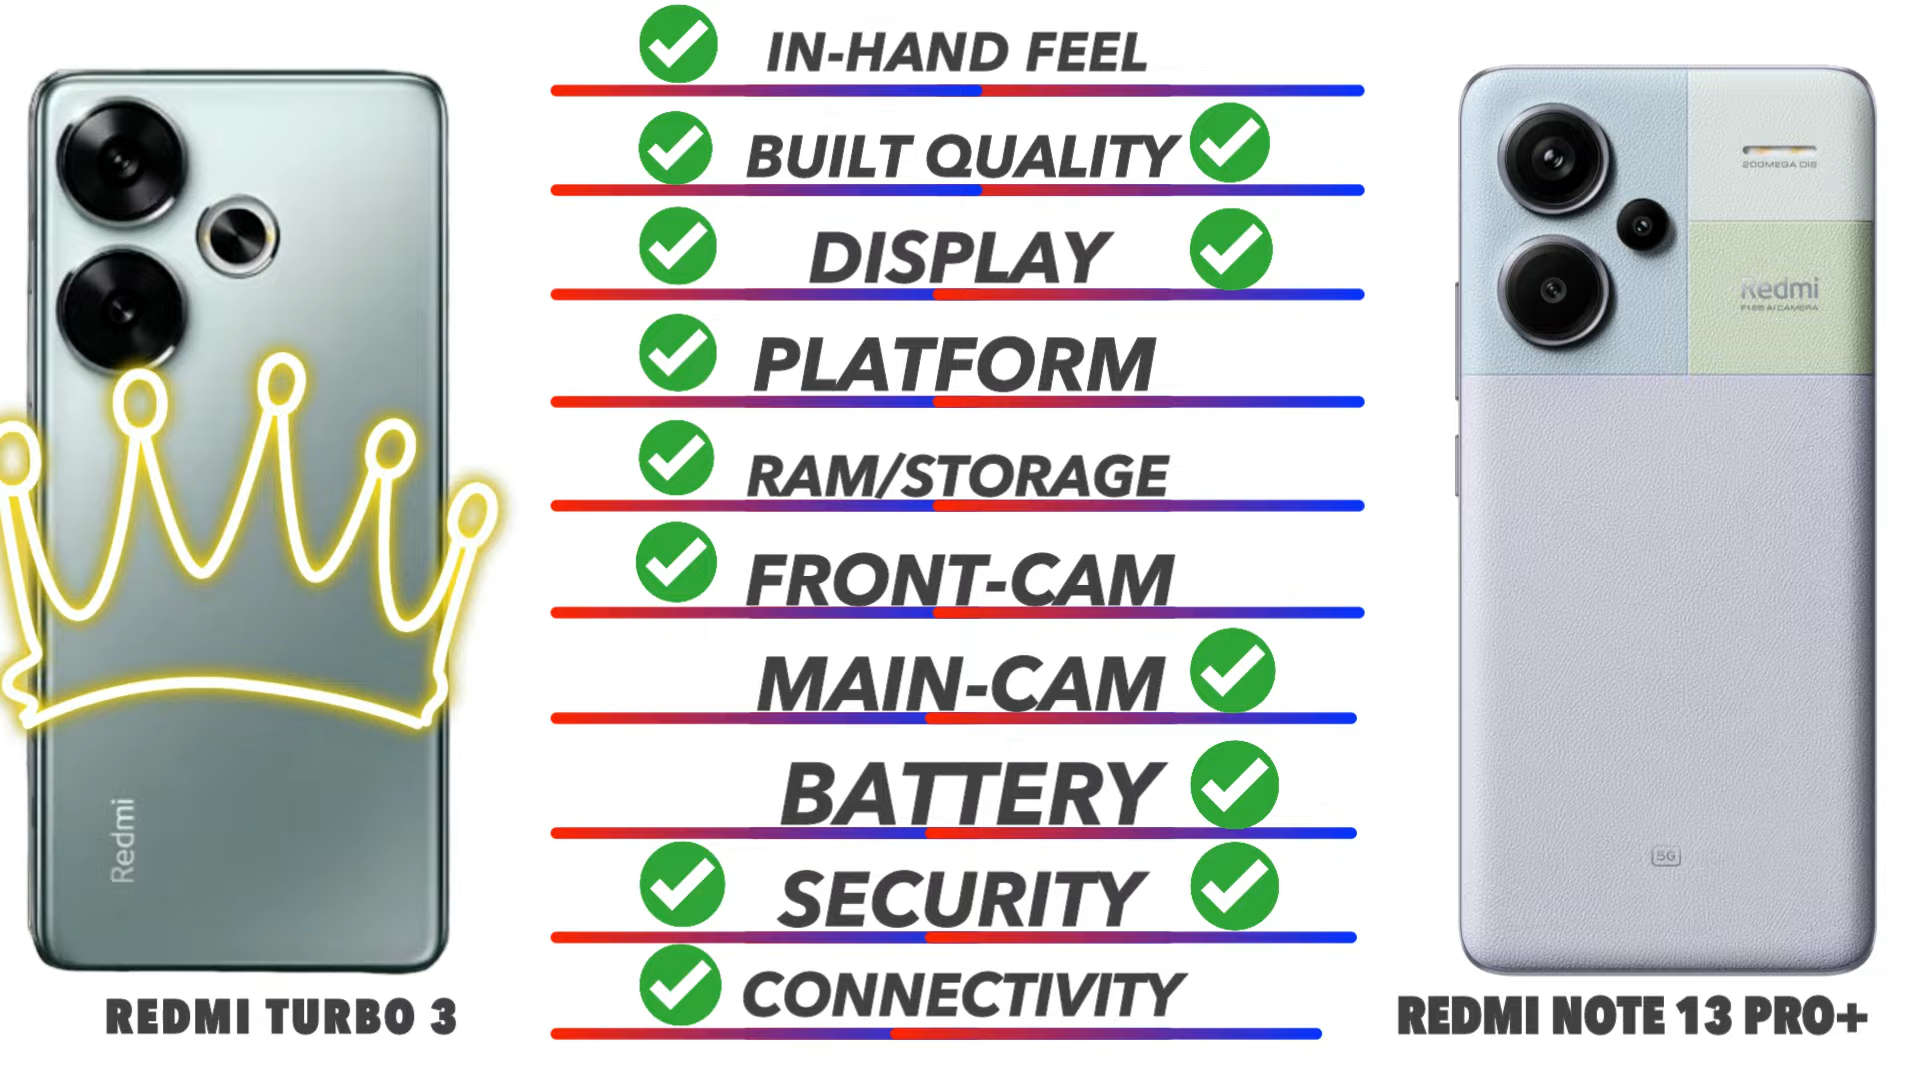 IN-HAND FEEL
BUILT QUALITY
DISPLAY
PLATFORM
RAM/STORAGE
FRONT-CAM
MAIN-CAM
BATTERY
SECURITY
CONNECTIVITY
Redmi
REDMI TURBO 3
200MEGA OIS
Redmi
5G
REDMI NOTE 13 PRO+